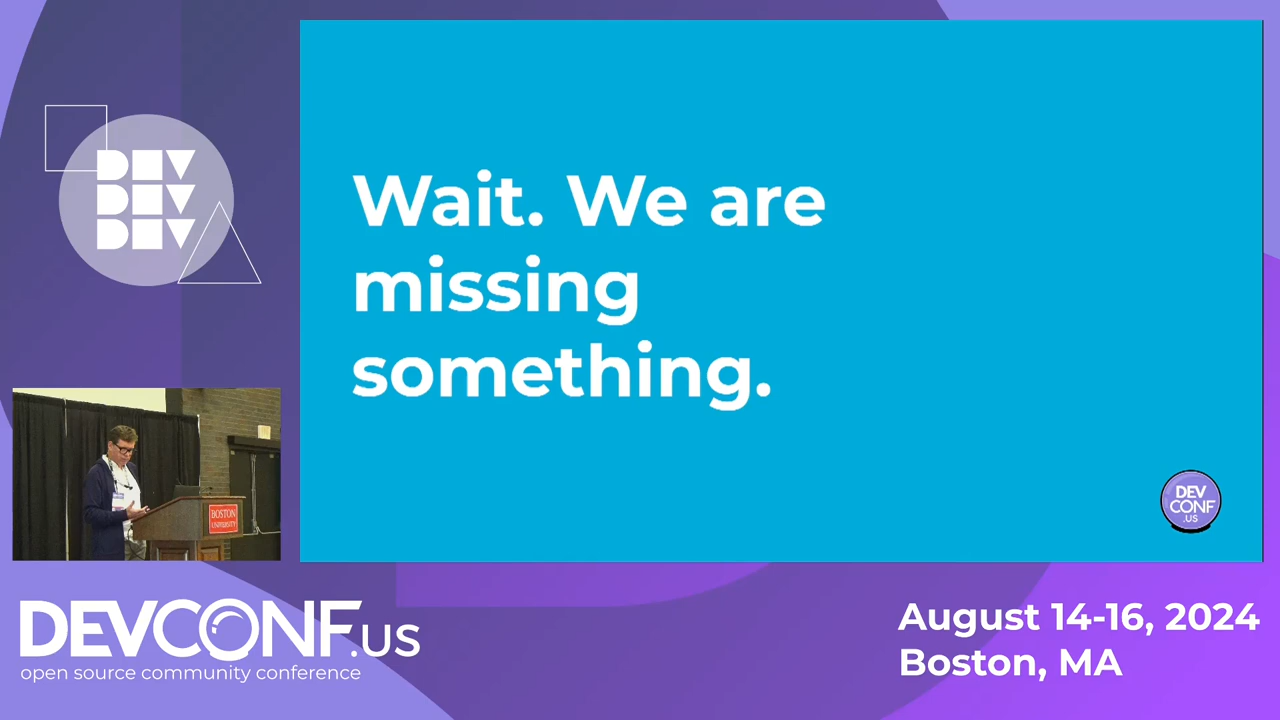 DEV
DEV
DEV
Wait. We are
missing
something.
DEV
CONF
.US
BOSTON
UNIVERSITY
DEVCONF.us
open source community conference
August 14-16, 2024
Boston, MA